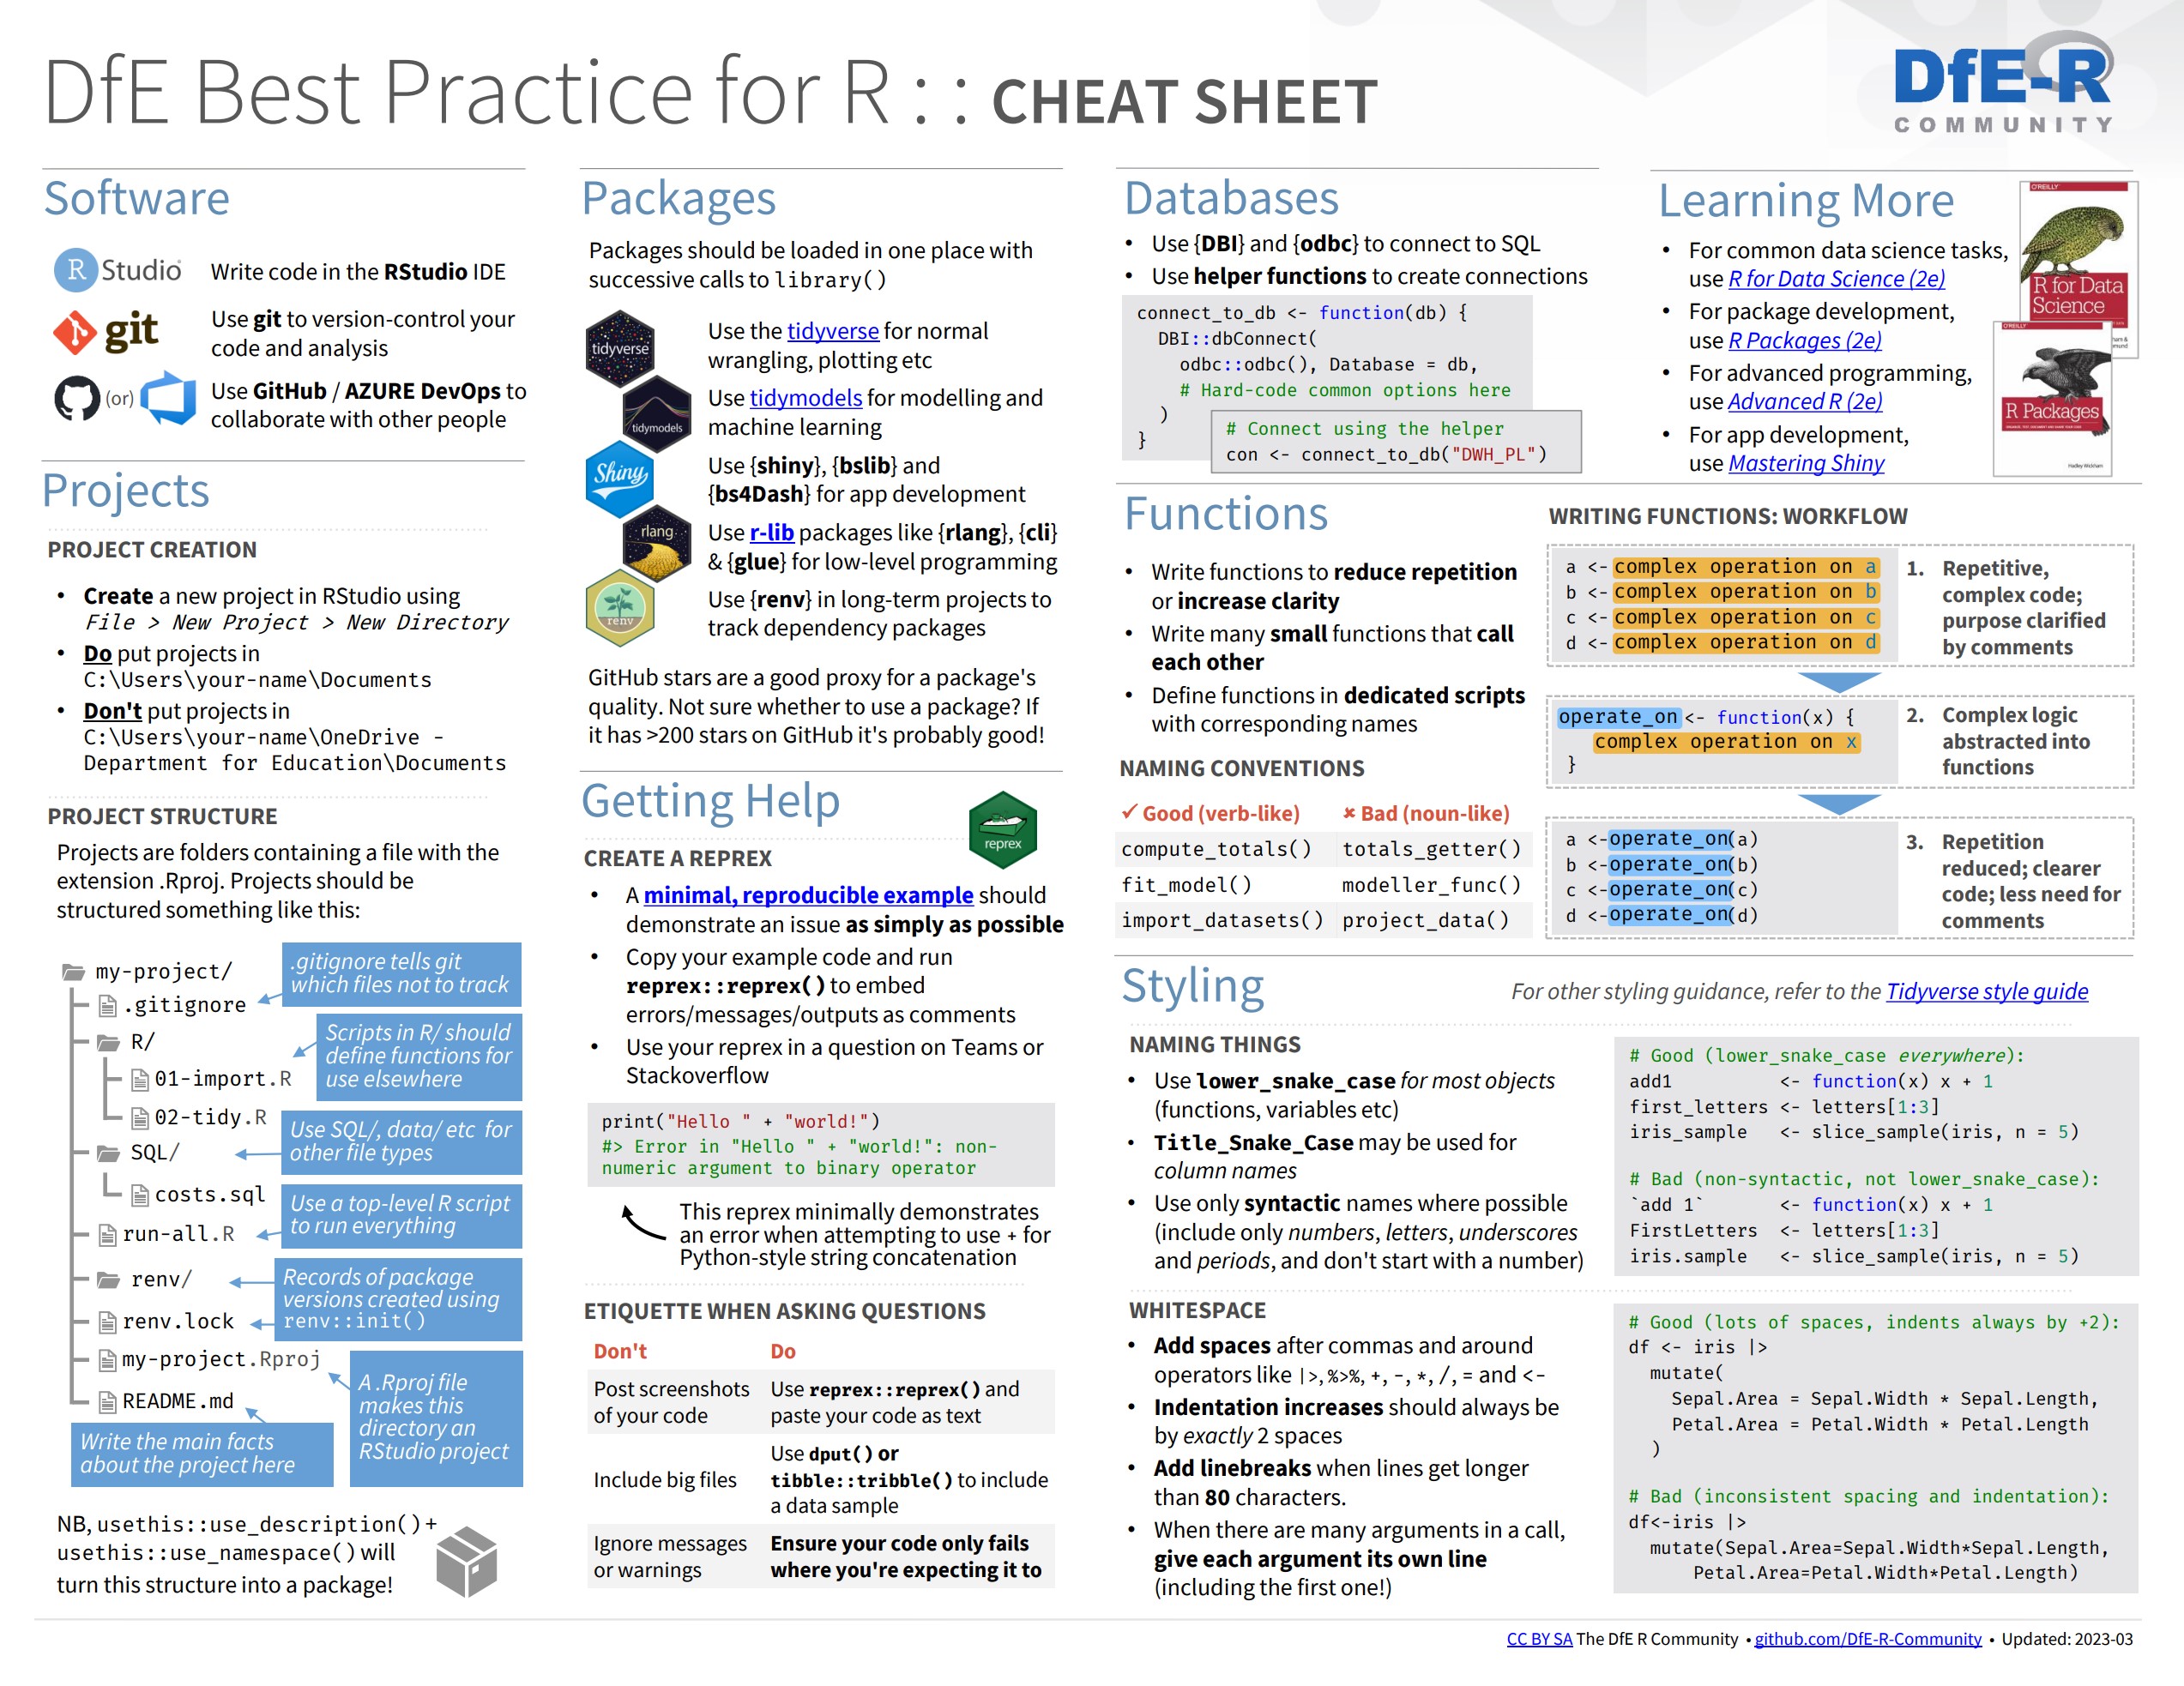 DfE Best Practice for R : : CHEAT SHEET
DfE-R
COMMUNITY
Software
R Studio
Write code in the RStudio IDE
git
Use git to version-control your
code and analysis
(or)
Use GitHub / AZURE DevOps to
collaborate with other people
Projects
PROJECT CREATION
• Create a new project in RStudio using
File > New Project > New Directory
• Do put projects in
C:\Users\your-name\Documents
• Don't put projects in
C:\Users\your-name\OneDrive -
Department for Education\Documents
PROJECT STRUCTURE
Projects are folders containing a file with the
extension .Rproj. Projects should be
structured something like this:
my-project/
.gitignore
.gitignore tells git
which files not to track
R/
Scripts in R/ should
define functions for
use elsewhere
01-import.R
02-tidy.R
SQL/
Use SQL/, data/ etc for
other file types
costs.sql
run-all.R
Use a top-level R script
to run everything
renv/
renv.lock
Records of package
versions created using
renv::init()
my-project.Rproj
A .Rproj file
makes this
directory an
RStudio project
README.md
Write the main facts
about the project here
NB, usethis::use_description() +
usethis::use_namespace() will
turn this structure into a package!
Packages
Packages should be loaded in one place with
successive calls to library()
tidyverse
Use the tidyverse for normal
wrangling, plotting etc
tidymodels
Use tidymodels for modelling and
machine learning
Shiny
Use {shiny}, {bslib} and
{bs4Dash} for app development
rlang
Use r-lib packages like {rlang}, {cli}
& {glue} for low-level programming
renv
Use {renv} in long-term projects to
track dependency packages
GitHub stars are a good proxy for a package's
quality. Not sure whether to use a package? If
it has >200 stars on GitHub it's probably good!
Getting Help
reprex
CREATE A REPREX
• A minimal, reproducible example should
demonstrate an issue as simply as possible
• Copy your example code and run
reprex::reprex() to embed
errors/messages/outputs as comments
• Use your reprex in a question on Teams or
Stackoverflow
print("Hello " + "world!")
#> Error in "Hello " + "world!": non-
numeric argument to binary operator
This reprex minimally demonstrates
an error when attempting to use + for
Python-style string concatenation
ETIQUETTE WHEN ASKING QUESTIONS
Don't Do
Post screenshots
of your code
Use reprex::reprex() and
paste your code as text
Include big files
Use dput() or
tibble::tribble() to include
a data sample
Ignore messages
or warnings
Ensure your code only fails
where you're expecting it to
Databases
• Use {DBI} and {odbc} to connect to SQL
• Use helper functions to create connections
connect_to_db <- function(db) {
DBI::dbConnect(
odbc::odbc(), Database = db,
# Hard-code common options here
)
}
# Connect using the helper
con <- connect_to_db("DWH_PL")
Learning More
• For common data science tasks,
use R for Data Science (2e)
• For package development,
use R Packages (2e)
• For advanced programming,
use Advanced R (2e)
• For app development,
use Mastering Shiny
O'REILLY
R for Data
Science
O'REILLY
R Packages
Hadley Wickham
Functions
• Write functions to reduce repetition
or increase clarity
• Write many small functions that call
each other
• Define functions in dedicated scripts
with corresponding names
NAMING CONVENTIONS
✓ Good (verb-like) ✘ Bad (noun-like)
compute_totals() totals_getter()
fit_model() modeller_func()
import_datasets() project_data()
WRITING FUNCTIONS: WORKFLOW
a <- complex operation on a
b <- complex operation on b
c <- complex operation on c
d <- complex operation on d
1. Repetitive,
complex code;
purpose clarified
by comments
operate_on <- function(x) {
complex operation on x
}
2. Complex logic
abstracted into
functions
a <-operate_on(a)
b <-operate_on(b)
c <-operate_on(c)
d <-operate_on(d)
3. Repetition
reduced; clearer
code; less need for
comments
Styling
For other styling guidance, refer to the Tidyverse style guide
NAMING THINGS
• Use lower_snake_case for most objects
(functions, variables etc)
• Title_Snake_Case may be used for
column names
• Use only syntactic names where possible
(include only numbers, letters, underscores
and periods, and don't start with a number)
# Good (lower_snake_case everywhere):
add1 <- function(x) x + 1
first_letters <- letters[1:3]
iris_sample <- slice_sample(iris, n = 5)
# Bad (non-syntactic, not lower_snake_case):
`add 1` <- function(x) x + 1
FirstLetters <- letters[1:3]
iris.sample <- slice_sample(iris, n = 5)
WHITESPACE
• Add spaces after commas and around
operators like |>, %>%, +, -, *, /, = and <-
• Indentation increases should always be
by exactly 2 spaces
• Add linebreaks when lines get longer
than 80 characters.
• When there are many arguments in a call,
give each argument its own line
(including the first one!)
# Good (lots of spaces, indents always by +2):
df <- iris |>
mutate(
Sepal.Area = Sepal.Width * Sepal.Length,
Petal.Area = Petal.Width * Petal.Length
)
# Bad (inconsistent spacing and indentation):
df<-iris |>
mutate(Sepal.Area=Sepal.Width*Sepal.Length,
Petal.Area=Petal.Width*Petal.Length)
CC BY SA The DfE R Community • github.com/DfE-R-Community • Updated: 2023-03